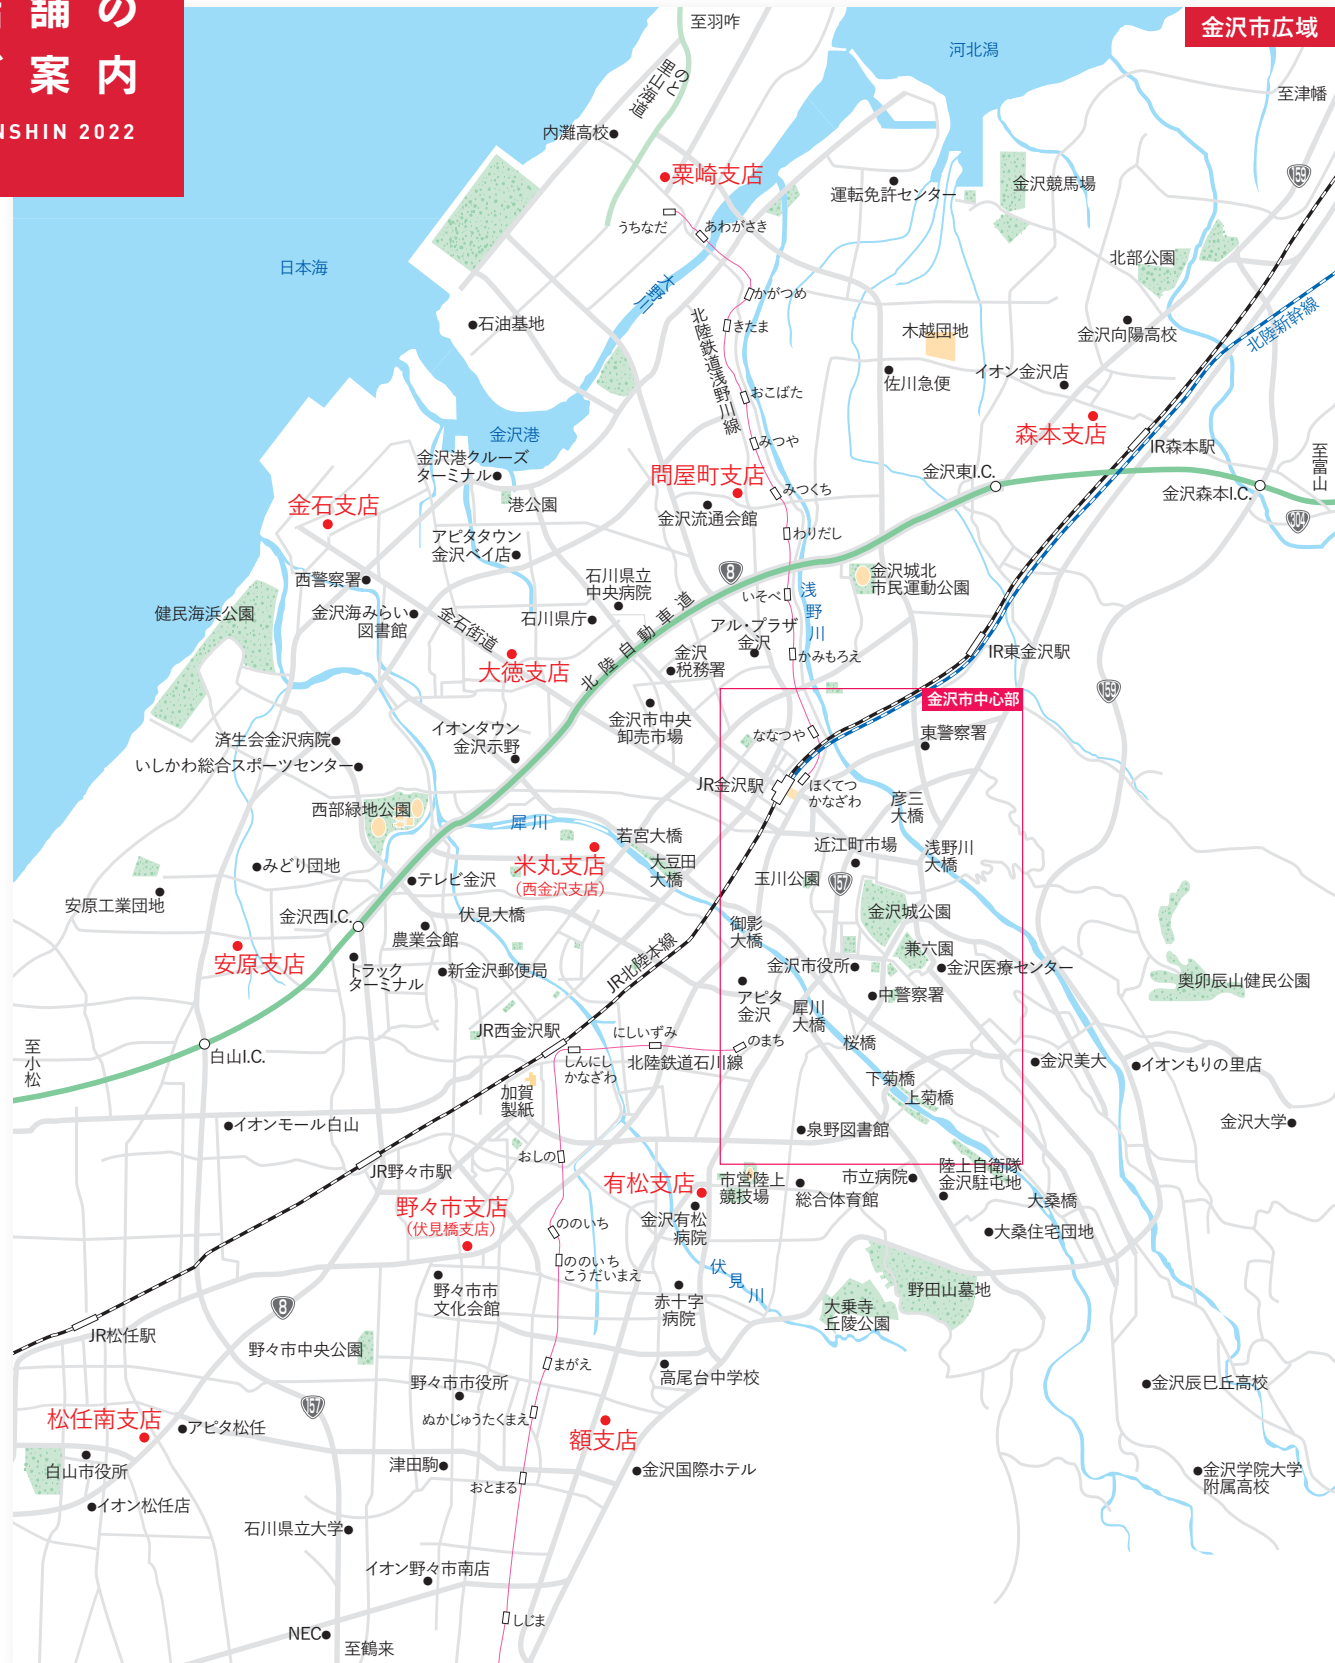 舗の
案内
NSHIN 2022
金沢市広域
至羽咋
河北潟
のと
里山海道
至津幡
内灘高校
159
粟崎支店
運転免許センター
金沢競馬場
うちなだ
あわがさき
北部公園
日本海
大野川
かがつめ
北陸新幹線
石油基地
北陸鉄道浅野川線
きたま
木越団地
金沢向陽高校
佐川急便
イオン金沢店
おこばた
森本支店
金沢港
みつや
IR森本駅
至富山
金沢港クルーズ
ターミナル
問屋町支店
金沢東I.C.
金沢森本I.C.
みつくち
金石支店
港公園
金沢流通会館
304
アピタタウン
金沢ベイ店
わりだし
8
西警察署
石川県立
中央病院
金沢城北
市民運動公園
いそべ
浅野川
健民海浜公園
金沢海みらい
図書館
金石街道
石川県庁
北陸自動車道
アル・プラザ
金沢
かみもろえ
IR東金沢駅
大徳支店
金沢
税務署
159
金沢市中心部
金沢市中央
卸売市場
済生会金沢病院
イオンタウン
金沢示野
ななつや
東警察署
いしかわ総合スポーツセンター
JR金沢駅
ほくてつ
かなざわ
彦三
大橋
西部緑地公園
犀川
若宮大橋
近江町市場
浅野川
大橋
米丸支店
(西金沢支店)
大豆田
大橋
みどり団地
テレビ金沢
玉川公園
157
安原工業団地
金沢西I.C.
伏見大橋
金沢城公園
農業会館
御影
大橋
兼六園
安原支店
トラック
ターミナル
新金沢郵便局
JR北陸本線
金沢市役所
金沢医療センター
奥卯辰山健民公園
アピタ
金沢
中警察署
犀川
大橋
JR西金沢駅
にしいずみ
のまち
桜橋
至小松
白山I.C.
しんにし
かなざわ
北陸鉄道石川線
金沢美大
イオンもりの里店
加賀
製紙
下菊橋
上菊橋
イオンモール白山
泉野図書館
金沢大学
おしの
JR野々市駅
有松支店
市営陸上
競技場
総合体育館
市立病院
陸上自衛隊
金沢駐屯地
野々市支店
(伏見橋支店)
ののいち
金沢有松
病院
大桑橋
大桑住宅団地
ののいち
こうだいまえ
伏見川
野々市市
文化会館
赤十字
病院
野田山墓地
8
大乗寺
丘陵公園
JR松任駅
野々市中央公園
まがえ
高尾台中学校
野々市市役所
金沢辰巳丘高校
157
ぬかじゅうたくまえ
松任南支店
アピタ松任
額支店
白山市役所
津田駒
金沢国際ホテル
金沢学院大学
附属高校
おとまる
イオン松任店
石川県立大学
イオン野々市南店
しじま
NEC
至鶴来